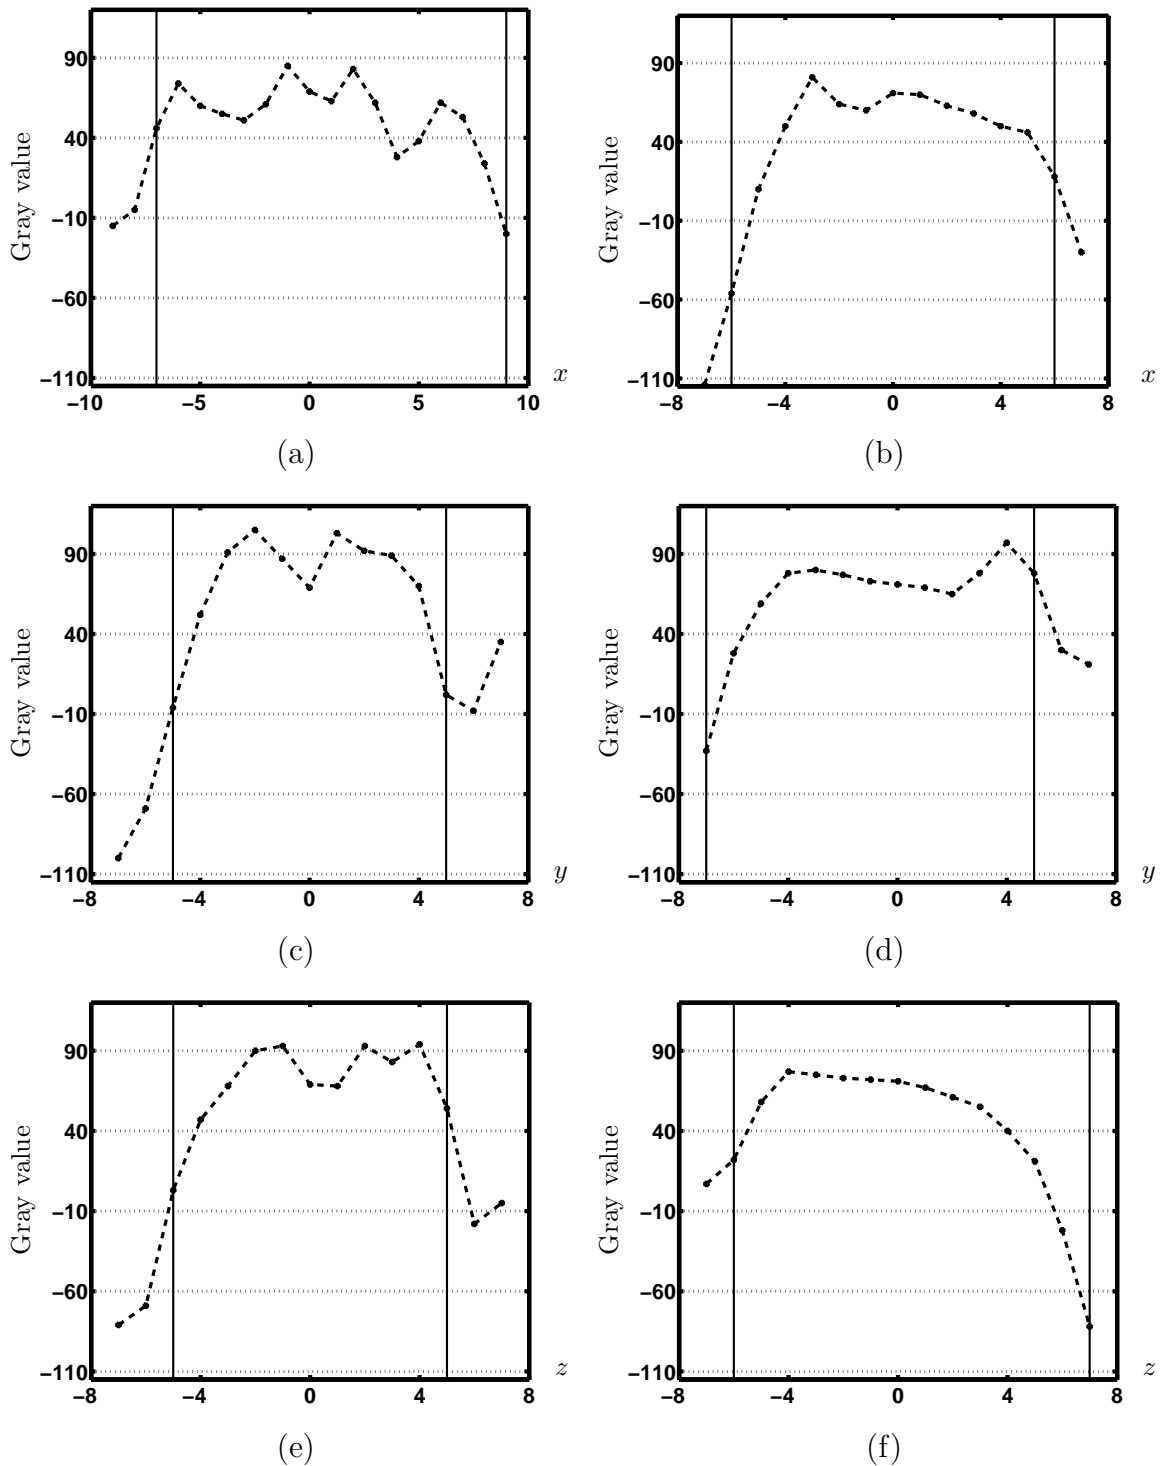 90 90
40 40
−10 −10
−60 −60
−110 −110
Gray value Gray value
−10 −5 0 5 10 x −8 −4 0 4 8 x
(a) (b)
90 90
40 40
−10 −10
−60 −60
−110 −110
Gray value Gray value
−8 −4 0 4 8 y −8 −4 0 4 8 y
(c) (d)
90 90
40 40
−10 −10
−60 −60
−110 −110
Gray value Gray value
−8 −4 0 4 8 z −8 −4 0 4 8 z
(e) (f)